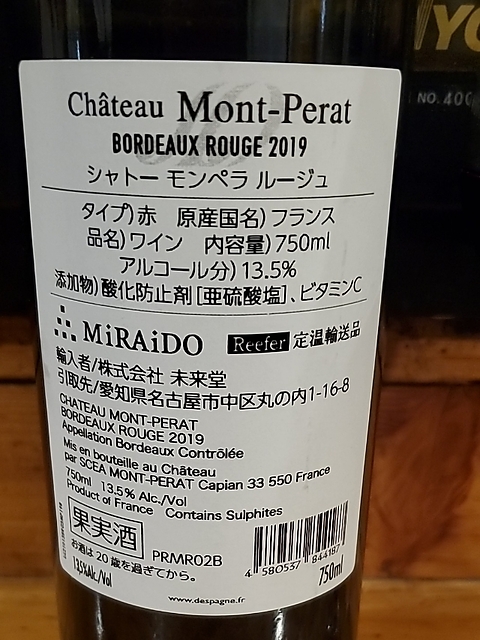 YO
NO. 400
Château Mont-Perat
BORDEAUX ROUGE 2019
シャトー モンペラ ルージュ
タイプ)赤 原産国名)フランス
品名)ワイン 内容量)750ml
アルコール分)13.5%
添加物)酸化防止剤[亜硫酸塩]、ビタミンC
MiRAiDO Reefer 定温輸送品
輸入者/株式会社 未来堂
引取先/愛知県名古屋市中区丸の内1-16-8
CHATEAU MONT-PERAT
BORDEAUX ROUGE 2019
Appellation Bordeaux Contrôlée
Mis en bouteille au Château
par SCEA MONT-PERAT Capian 33 550 France
750ml 13.5% Alc./Vol
Product of France Contains Sulphites
果実酒 PRMR02B
お酒は20歳を過ぎてから。
13.5%Alc./Vol
4 580537 844187
750ml
www.despagne.fr